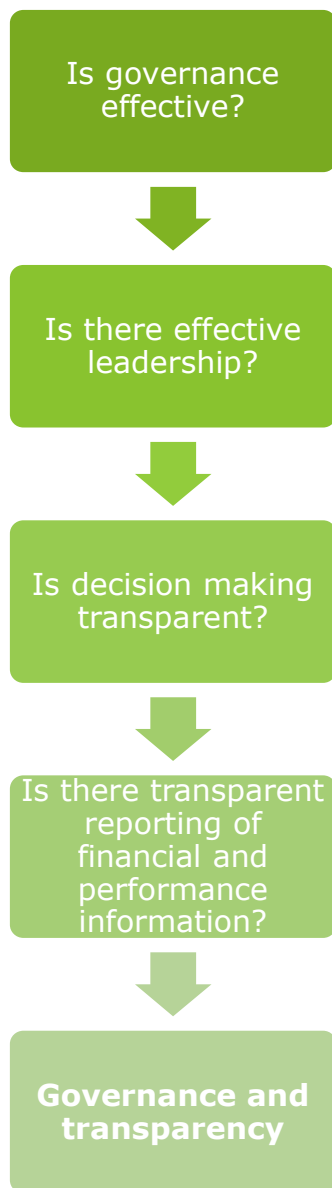 Is governance
effective?
Is there effective
leadership?
Is decision making
transparent?
Is there transparent
reporting of
financial and
performance
information?
Governance and
transparency